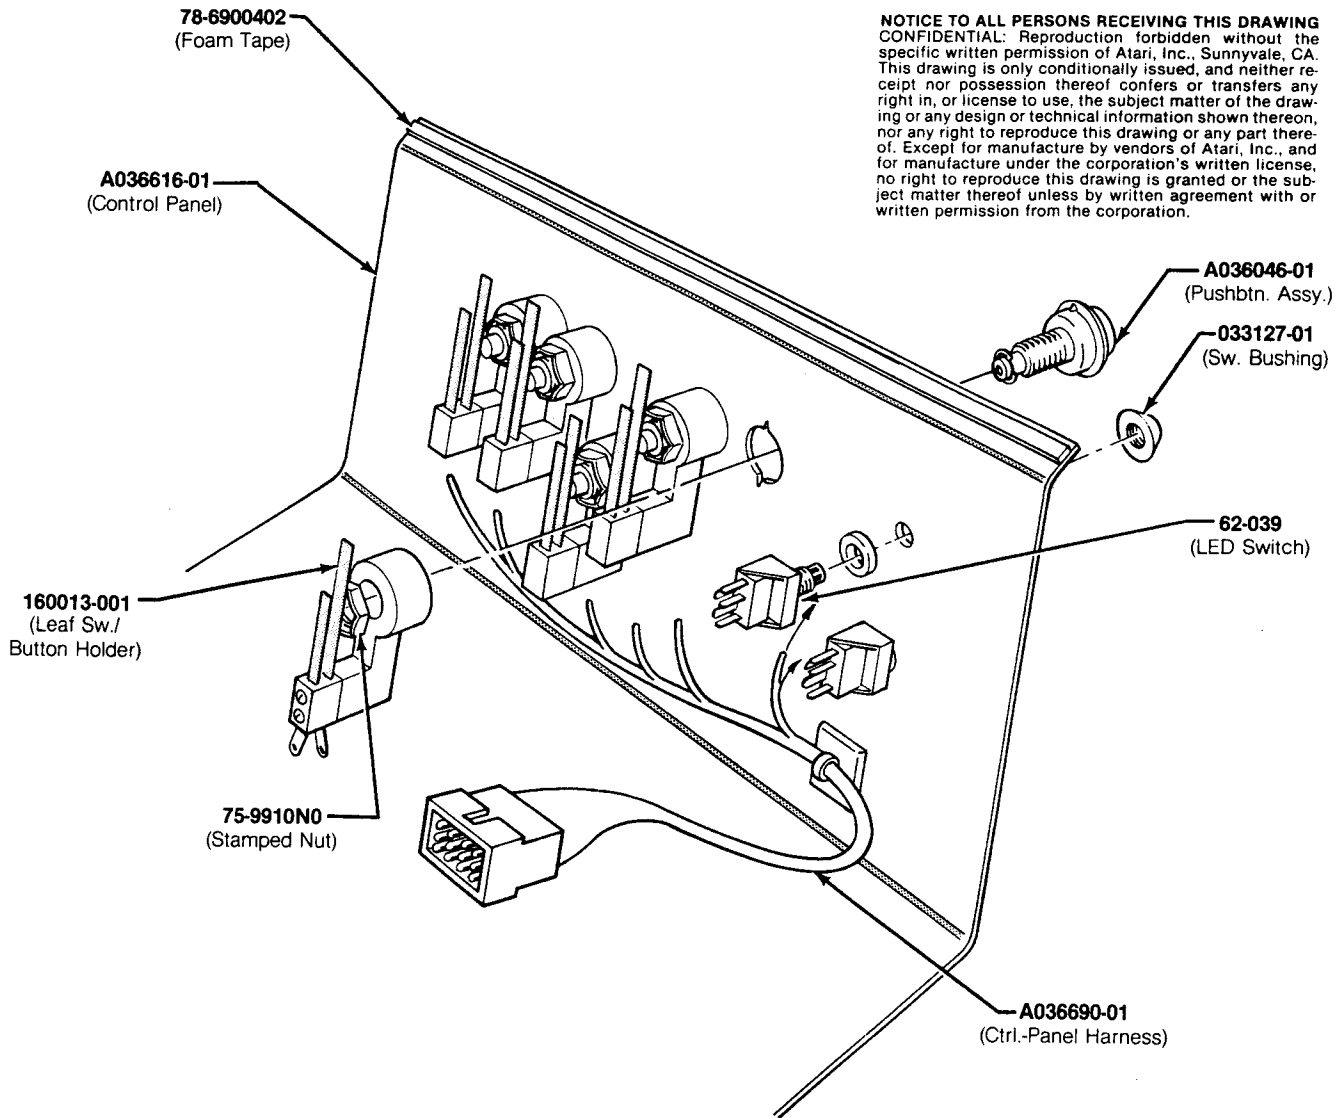 78-6900402
(Foam Tape)
NOTICE TO ALL PERSONS RECEIVING THIS DRAWING
CONFIDENTIAL: Reproduction forbidden without the
specific written permission of Atari, Inc., Sunnyvale, CA.
This drawing is only conditionally issued, and neither re-
ceipt nor possession thereof confers or transfers any
right in, or license to use, the subject matter of the draw-
ing or any design or technical information shown thereon,
nor any right to reproduce this drawing or any part there-
of. Except for manufacture by vendors of Atari, Inc., and
for manufacture under the corporation's written license,
no right to reproduce this drawing is granted or the sub-
ject matter thereof unless by written agreement with or
written permission from the corporation.
A036616-01
(Control Panel)
A036046-01
(Pushbtn. Assy.)
033127-01
(Sw. Bushing)
62-039
(LED Switch)
160013-001
(Leaf Sw./
Button Holder)
75-9910N0
(Stamped Nut)
A036690-01
(Ctrl.-Panel Harness)